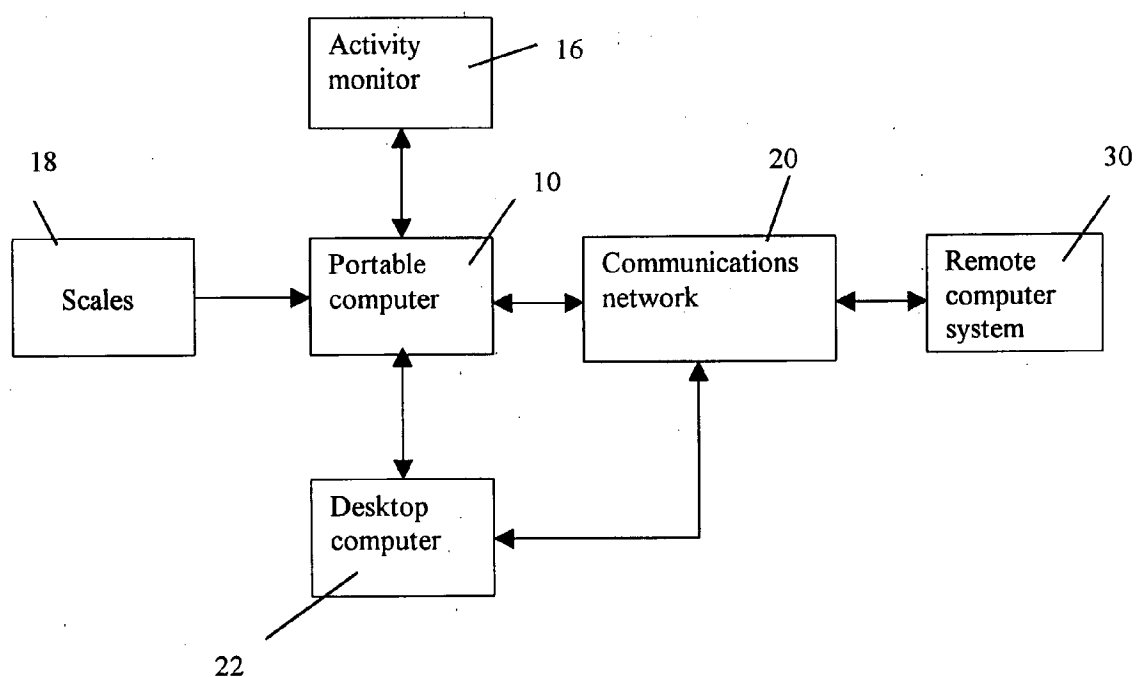 Activity
monitor
16
18
10
20
30
Scales
Portable
computer
Communications
network
Remote
computer
system
Desktop
computer
22